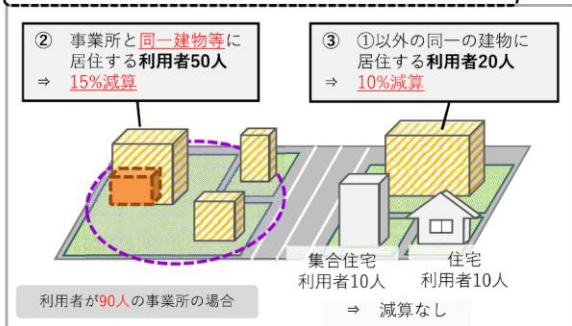 ② 事業所と同一建物等に
居住する利用者50人
⇒ 15%減算
③ ①以外の同一の建物に
居住する利用者20人
⇒ 10%減算
集合住宅
利用者10人
住宅
利用者10人
⇒ 減算なし
利用者が90人の事業所の場合